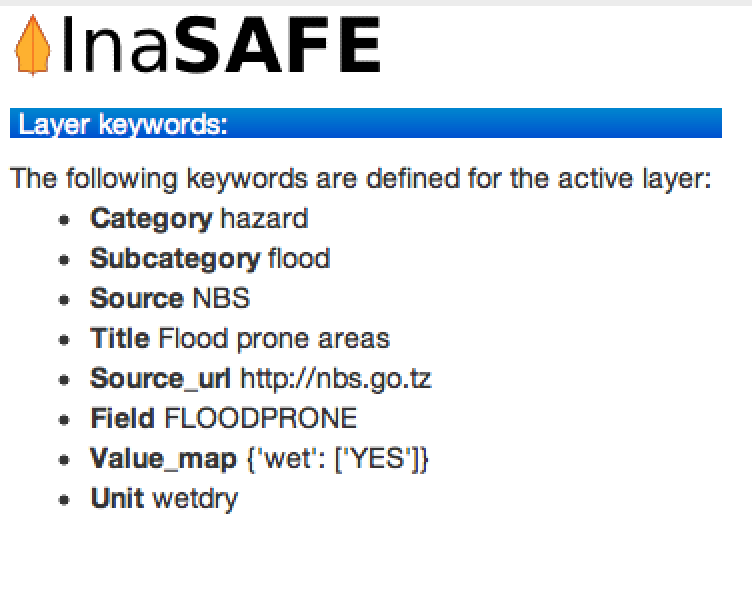 InaSAFE
Layer keywords:
The following keywords are defined for the active layer:
• Category hazard
• Subcategory flood
• Source NBS
• Title Flood prone areas
• Source_url http://nbs.go.tz
• Field FLOODPRONE
• Value_map {'wet': ['YES']}
• Unit wetdry